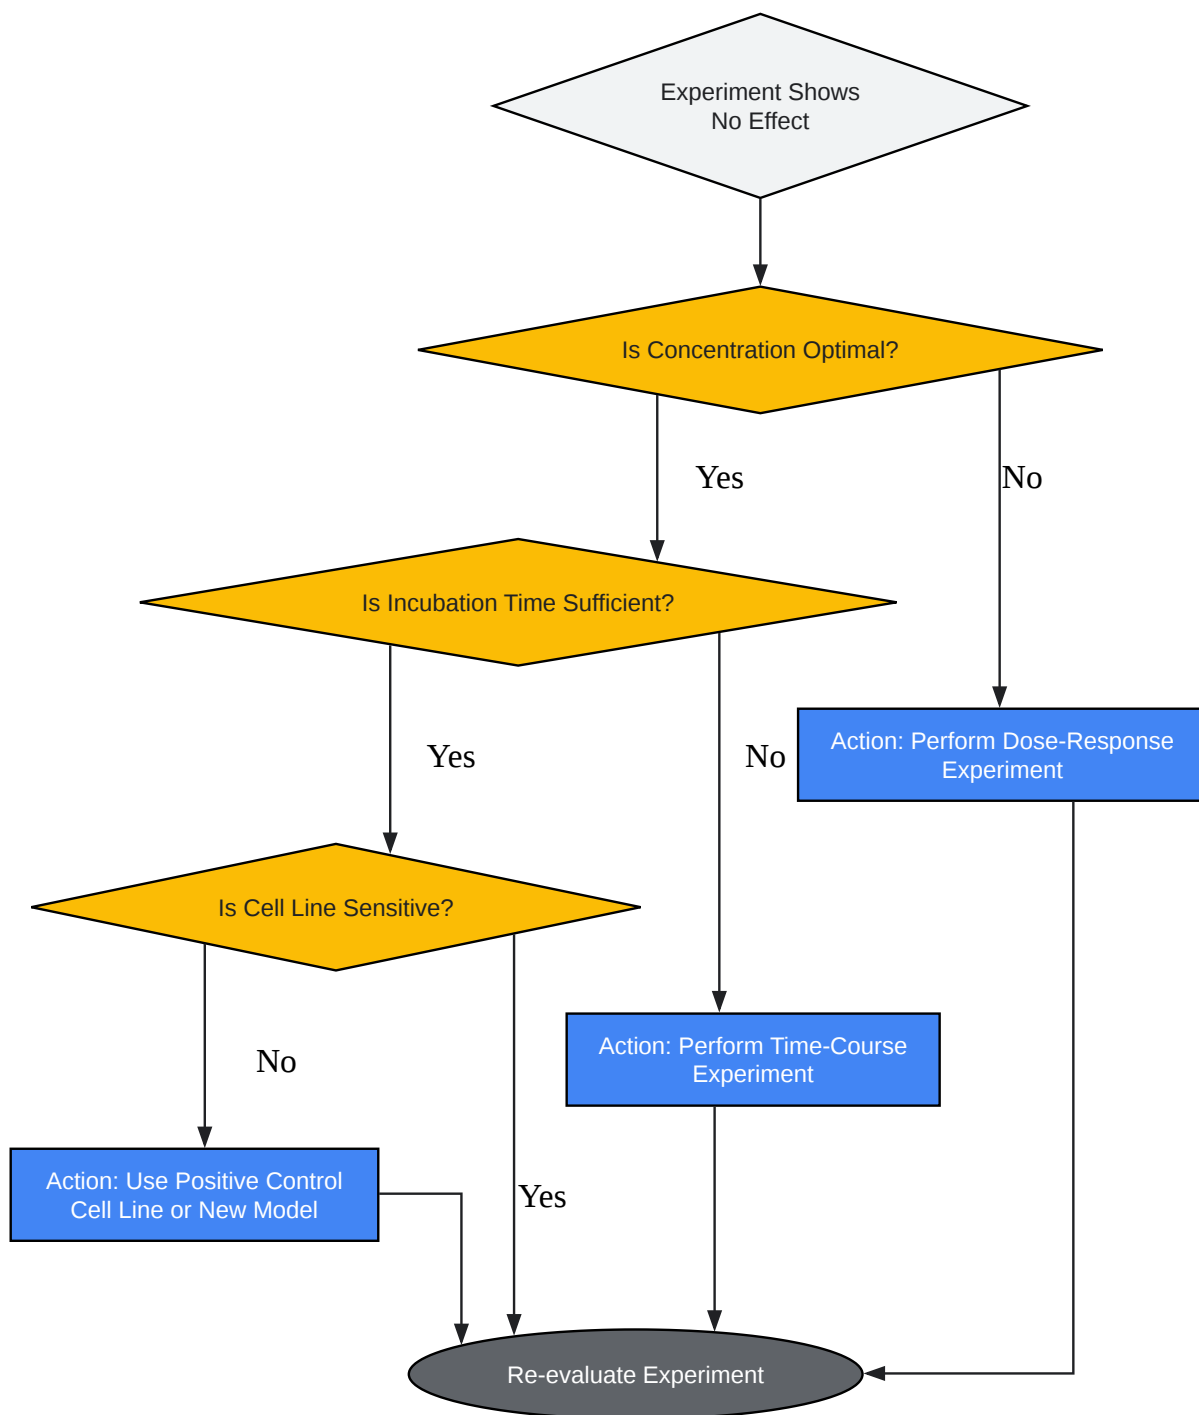 Experiment Shows
No Effect
Is Concentration Optimal?
Yes
No
Is Incubation Time Sufficient?
Action: Perform Dose-Response
Experiment
Yes
No
Is Cell Line Sensitive?
Action: Perform Time-Course
Experiment
No
Action: Use Positive Control
Cell Line or New Model
Yes
Re-evaluate Experiment